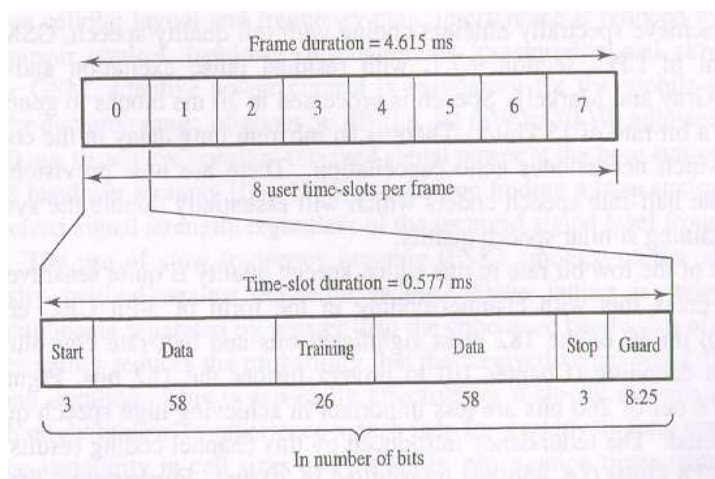 Frame duration = 4.615 ms
0 1 2 3 4 5 6 7
8 user time-slots per frame
Time-slot duration = 0.577 ms
Start Data Training Data Stop Guard
3 58 26 58 3 8.25
In number of bits